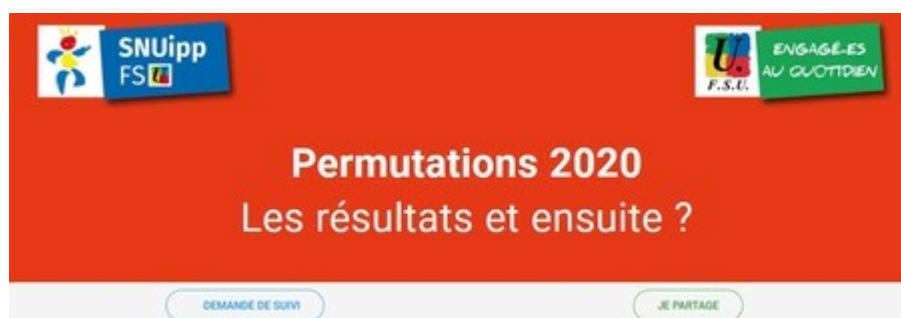 SNUipp
FSU
U.
F.S.U.
ENGAGÉ·ES
AU QUOTIDIEN
Permutations 2020
Les résultats et ensuite ?
DEMANDE DE SUIVI
JE PARTAGE